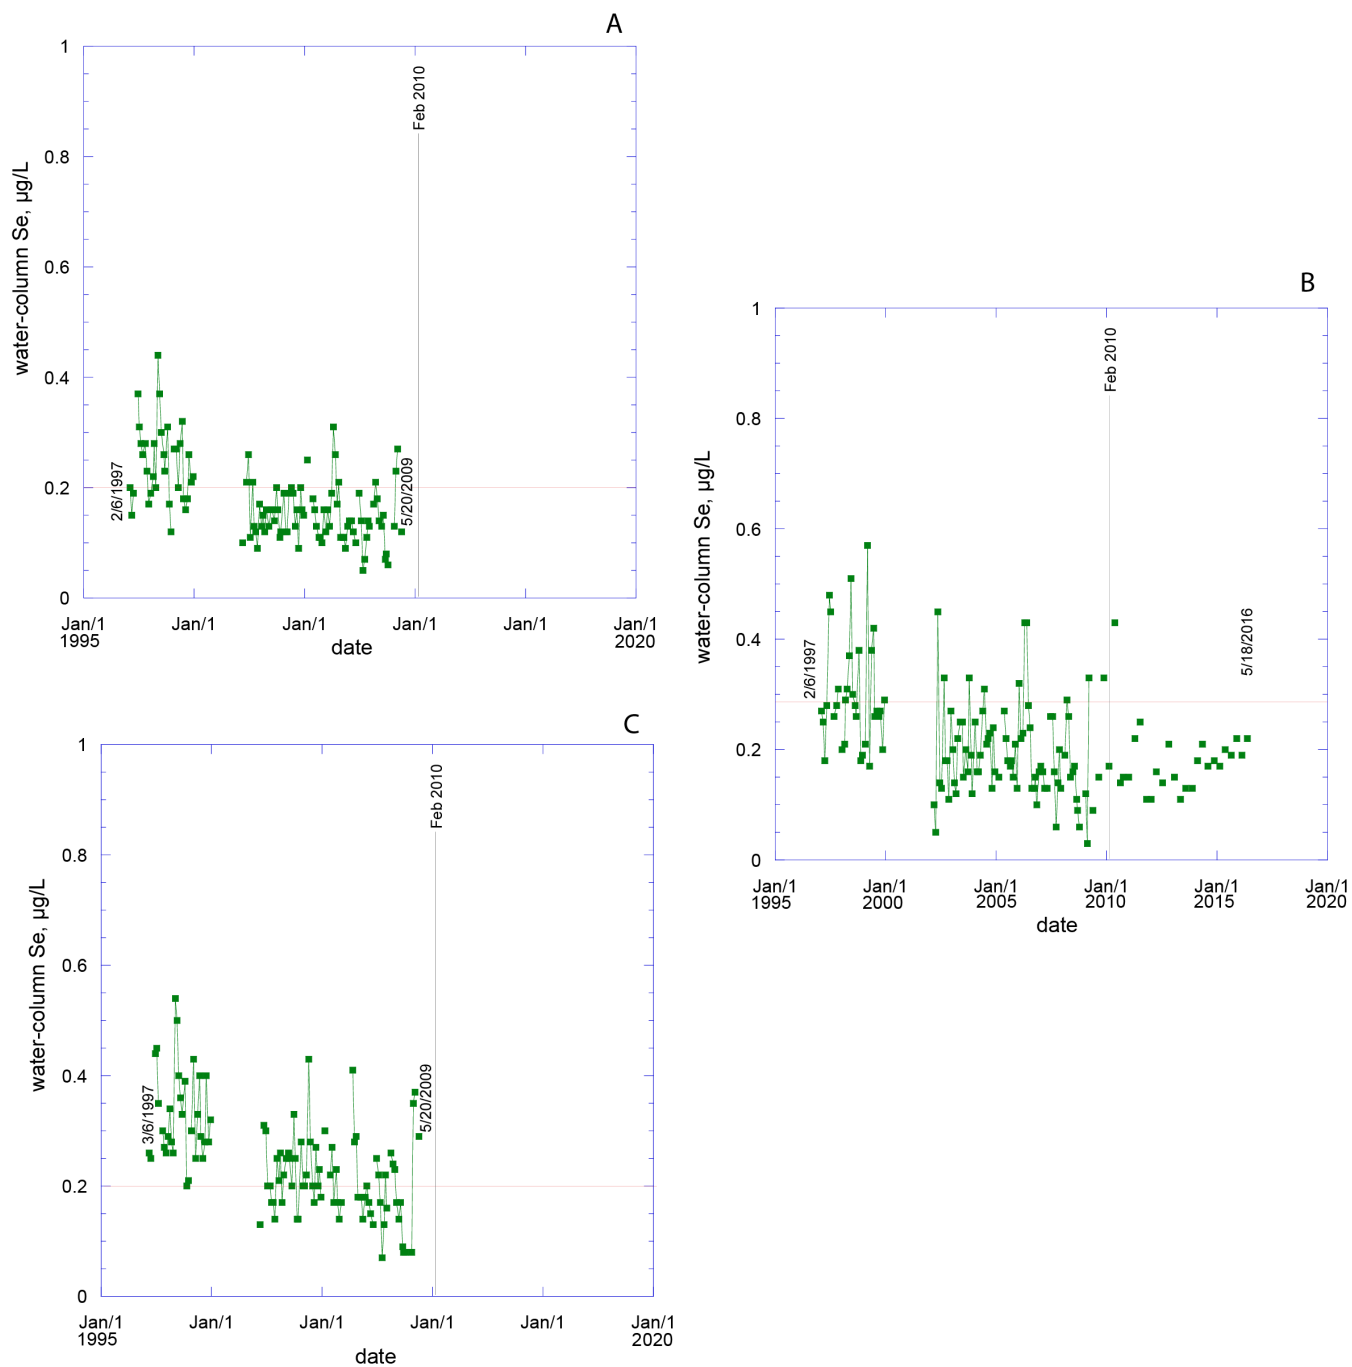 A
1
0.8
0.6
0.4
0.2
0
water-column Se, µg/L
Feb 2010
2/6/1997
5/20/2009
Jan/1 Jan/1 Jan/1 Jan/1 Jan/1 Jan/1
1995 2020
date
B
1
0.8
0.6
0.4
0.2
0
water-column Se, µg/L
Feb 2010
2/6/1997
5/18/2016
Jan/1 Jan/1 Jan/1 Jan/1 Jan/1 Jan/1
1995 2000 2005 2010 2015 2020
date
C
1
0.8
0.6
0.4
0.2
0
water-column Se, µg/L
Feb 2010
3/6/1997
5/20/2009
Jan/1 Jan/1 Jan/1 Jan/1 Jan/1 Jan/1
1995 2020
date